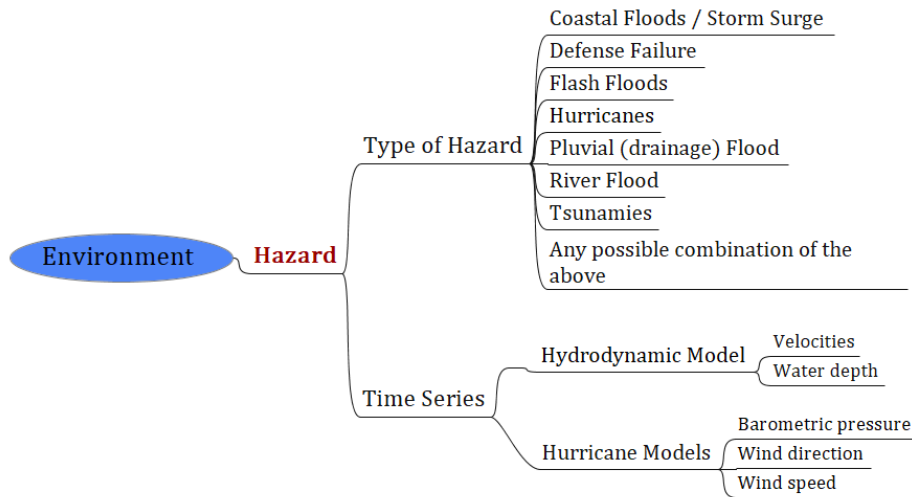 Coastal Floods / Storm Surge
Defense Failure
Flash Floods
Hurricanes
Type of Hazard
Pluvial (drainage) Flood
River Flood
Tsunamies
Any possible combination of the
above
Environment
Hazard
Velocities
Hydrodynamic Model
Water depth
Time Series
Barometric pressure
Hurricane Models
Wind direction
Wind speed